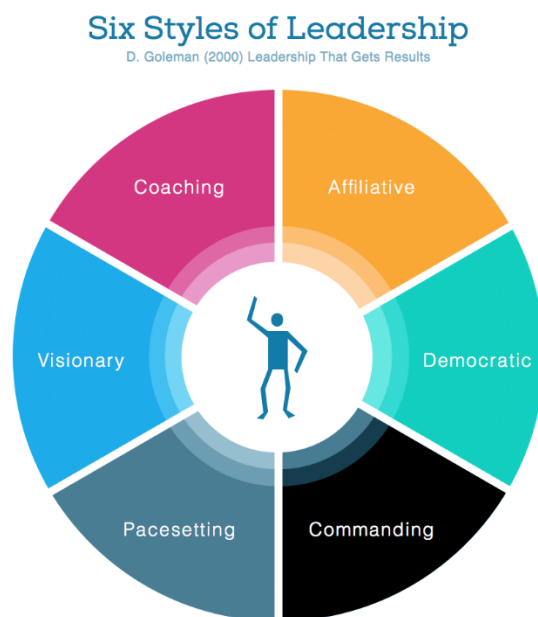 Six Styles of Leadership
D. Goleman (2000) Leadership That Gets Results
Coaching
Affiliative
Visionary
Democratic
Pacesetting
Commanding